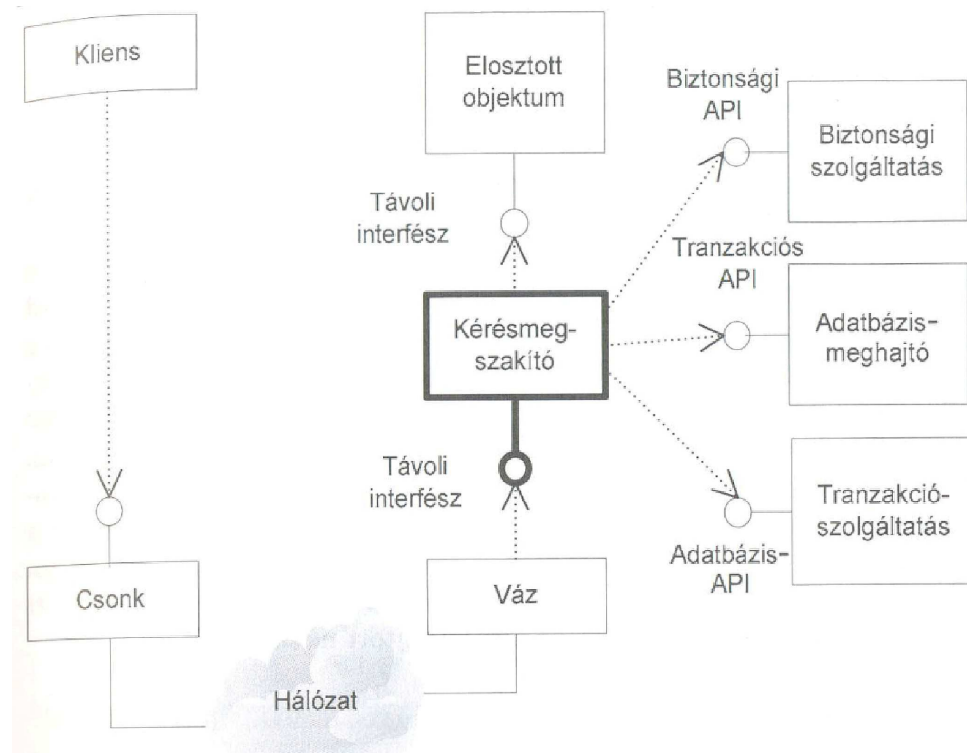 Kliens
Elosztott
objektum
Biztonsági
API
Biztonsági
szolgáltatás
Távoli
interfész
Tranzakciós
API
Kérésmeg-
szakító
Adatbázis-
meghajtó
Távoli
interfész
Tranzakció-
szolgáltatás
Adatbázis-
API
Csonk
Váz
Hálózat